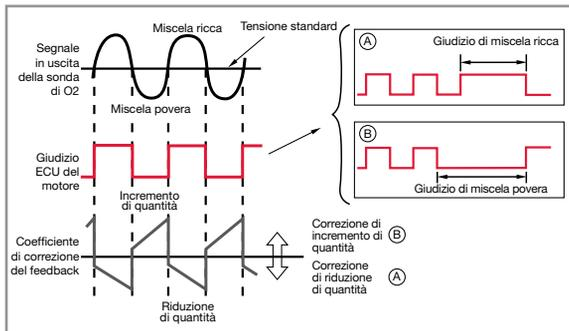 Segnale
in uscita
della sonda
di O2
Miscela ricca
Tensione standard
Miscela povera
Giudizio
ECU del
motore
Incremento
di quantità
Coefficiente
di correzione
del feedback
Riduzione
di quantità
Correzione di
incremento di
quantità
B
Correzione
di riduzione
di quantità
A
A
Giudizio di miscela ricca
B
Giudizio di miscela povera